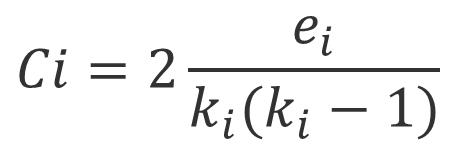 Ci = 2 e_i / k_i(k_i − 1)